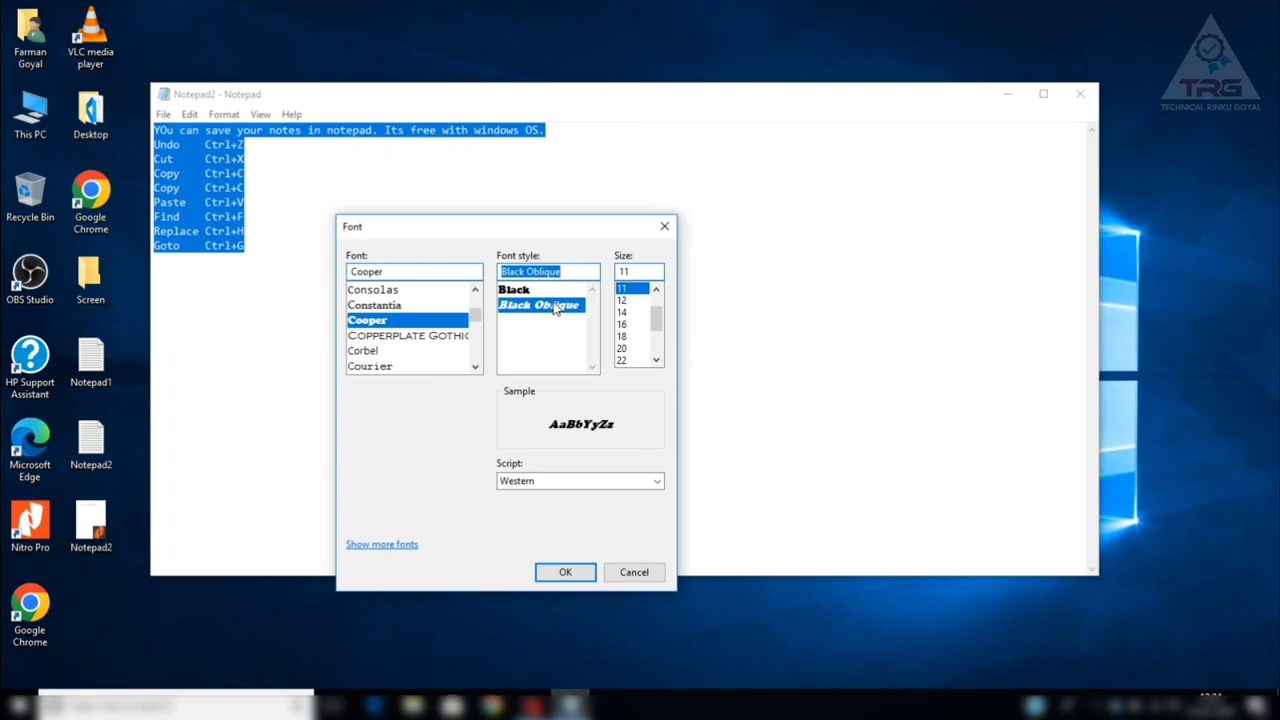 Farman
Goyal
VLC media
player
This PC
Desktop
Recycle Bin
Google
Chrome
OBS Studio
Screen
HP Support
Assistant
Notepad1
Microsoft
Edge
Notepad2
Nitro Pro
Notepad2
Google
Chrome
TRG
TECHNICAL RINKU GOYAL
Notepad2 - Notepad
File Edit Format View Help
YOu can save your notes in notepad. Its free with windows OS.
Undo Ctrl+Z
Cut Ctrl+X
Copy Ctrl+C
Copy Ctrl+C
Paste Ctrl+V
Find Ctrl+F
Replace Ctrl+H
Goto Ctrl+G
Font
Font:
Cooper
Consolas
Constantia
Cooper
COPPERPLATE GOTHIC
Corbel
Courier
Font style:
Black Oblique
Black
Black Oblique
Size:
11
11
12
14
16
18
20
22
Sample
AaBbYyZz
Script:
Western
Show more fonts
OK Cancel